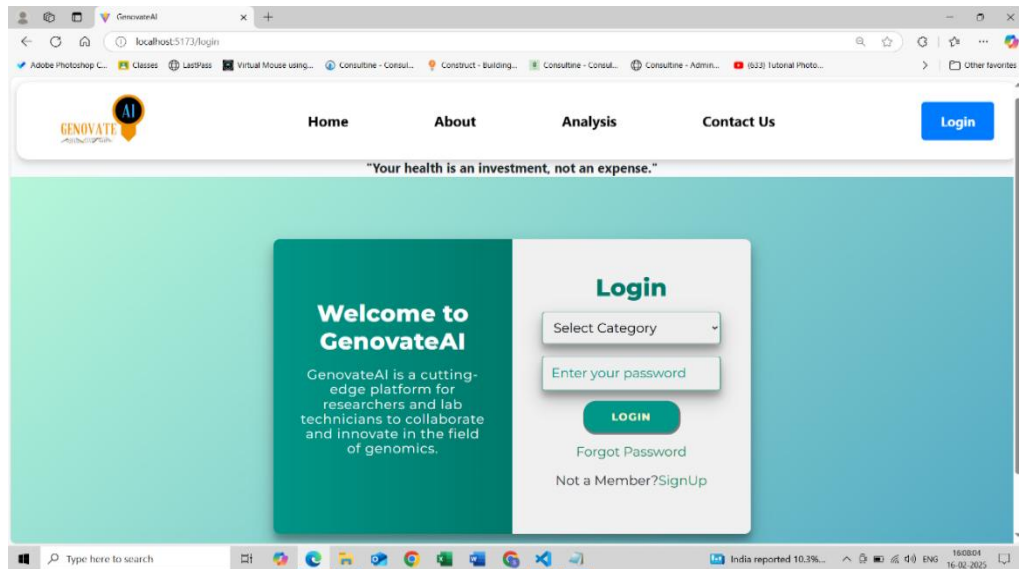 GenovateAI
localhost:5173/login
Adobe Photoshop C... Classes LastPass Virtual Mouse using... Consultine - Consul... Construct - Building... Consultine - Consul... Consultine - Admin... (633) Tutorial Photo... Other favorites
GENOVATE AI
Home About Analysis Contact Us Login
"Your health is an investment, not an expense."
Welcome to
GenovateAI
GenovateAI is a cutting-
edge platform for
researchers and lab
technicians to collaborate
and innovate in the field
of genomics.
Login
Select Category
Enter your password
LOGIN
Forgot Password
Not a Member?SignUp
Type here to search India reported 10.3%... ENG 16:08:04
16-02-2025